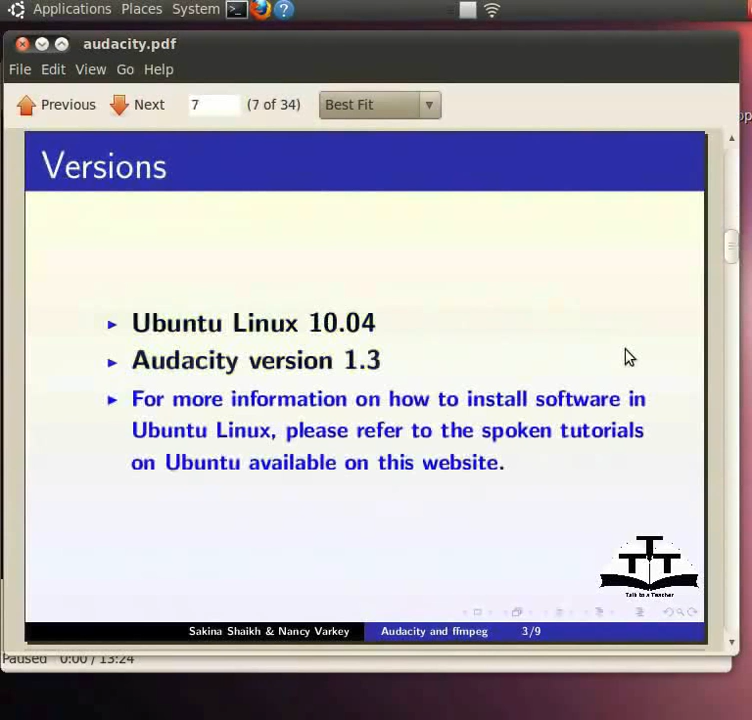 Applications Places System
audacity.pdf
File Edit View Go Help
Previous Next 7 (7 of 34) Best Fit
Versions
Ubuntu Linux 10.04
Audacity version 1.3
For more information on how to install software in
Ubuntu Linux, please refer to the spoken tutorials
on Ubuntu available on this website.
T T T
Talk to a Teacher
Sakina Shaikh & Nancy Varkey Audacity and ffmpeg 3/9
Paused 0:00 / 13:24